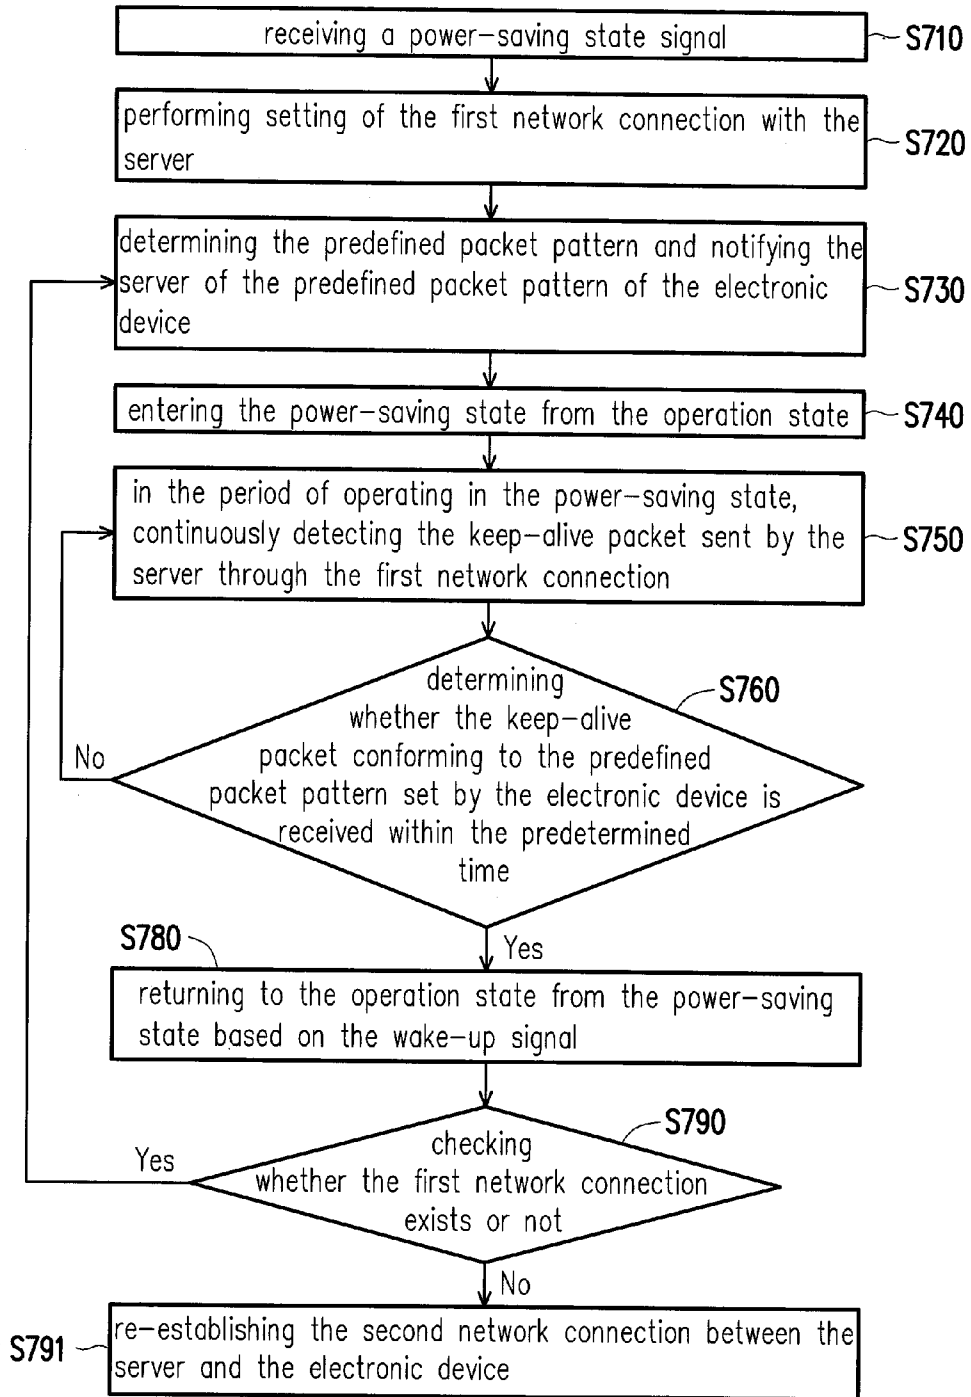 receiving a power-saving state signal
S710
performing setting of the first network connection with the
server
S720
determining the predefined packet pattern and notifying the
server of the predefined packet pattern of the electronic
device
S730
entering the power-saving state from the operation state
S740
in the period of operating in the power-saving state,
continuously detecting the keep-alive packet sent by the
server through the first network connection
S750
determining
whether the keep-alive
packet conforming to the predefined
packet pattern set by the electronic device is
received within the predetermined
time
S760
No
Yes
S780
returning to the operation state from the power-saving
state based on the wake-up signal
S790
checking
whether the first network connection
exists or not
Yes
No
S791
re-establishing the second network connection between the
server and the electronic device